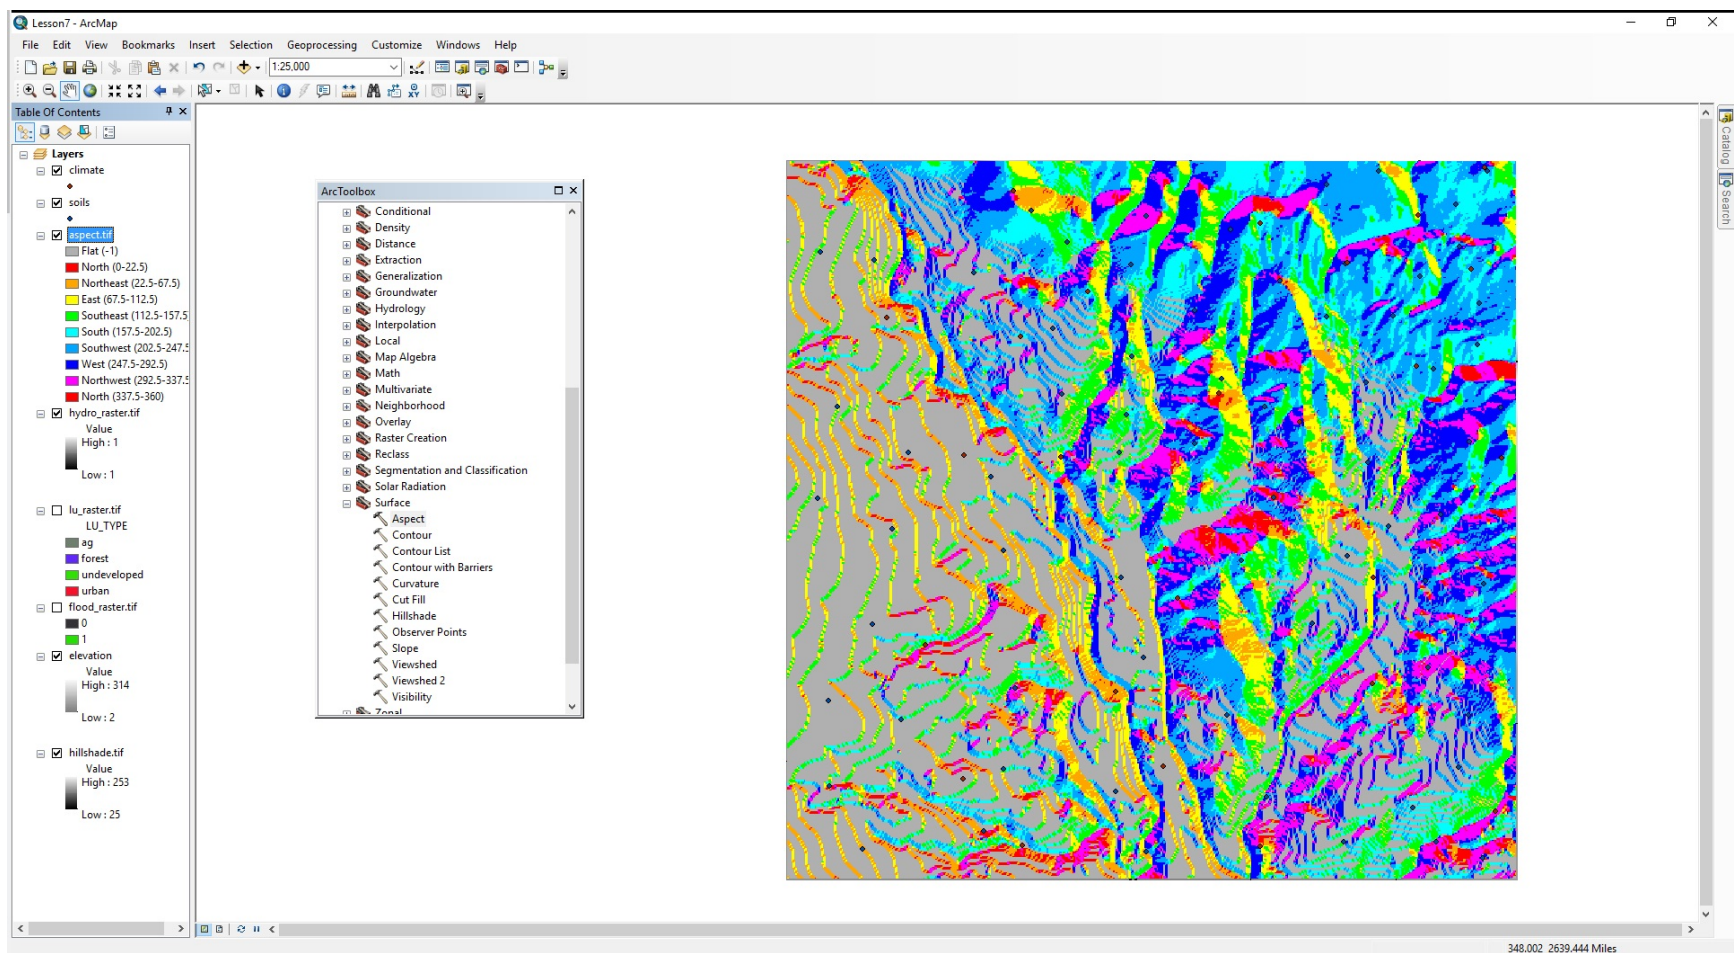 Lesson7 - ArcMap
File Edit View Bookmarks Insert Selection Geoprocessing Customize Windows Help
1:25,000
Table Of Contents
Layers
climate
soils
aspect.tif
Flat (-1)
North (0-22.5)
Northeast (22.5-67.5)
East (67.5-112.5)
Southeast (112.5-157.5
South (157.5-202.5)
Southwest (202.5-247.5
West (247.5-292.5)
Northwest (292.5-337.5
North (337.5-360)
hydro_raster.tif
Value
High : 1
Low : 1
lu_raster.tif
LU_TYPE
ag
forest
undeveloped
urban
flood_raster.tif
0
1
elevation
Value
High : 314
Low : 2
hillshade.tif
Value
High : 253
Low : 25
ArcToolbox
Conditional
Density
Distance
Extraction
Generalization
Groundwater
Hydrology
Interpolation
Local
Map Algebra
Math
Multivariate
Neighborhood
Overlay
Raster Creation
Reclass
Segmentation and Classification
Solar Radiation
Surface
Aspect
Contour
Contour List
Contour with Barriers
Curvature
Cut Fill
Hillshade
Observer Points
Slope
Viewshed
Viewshed 2
Visibility
Zonal
Catalog
Search
348.002 2639.444 Miles